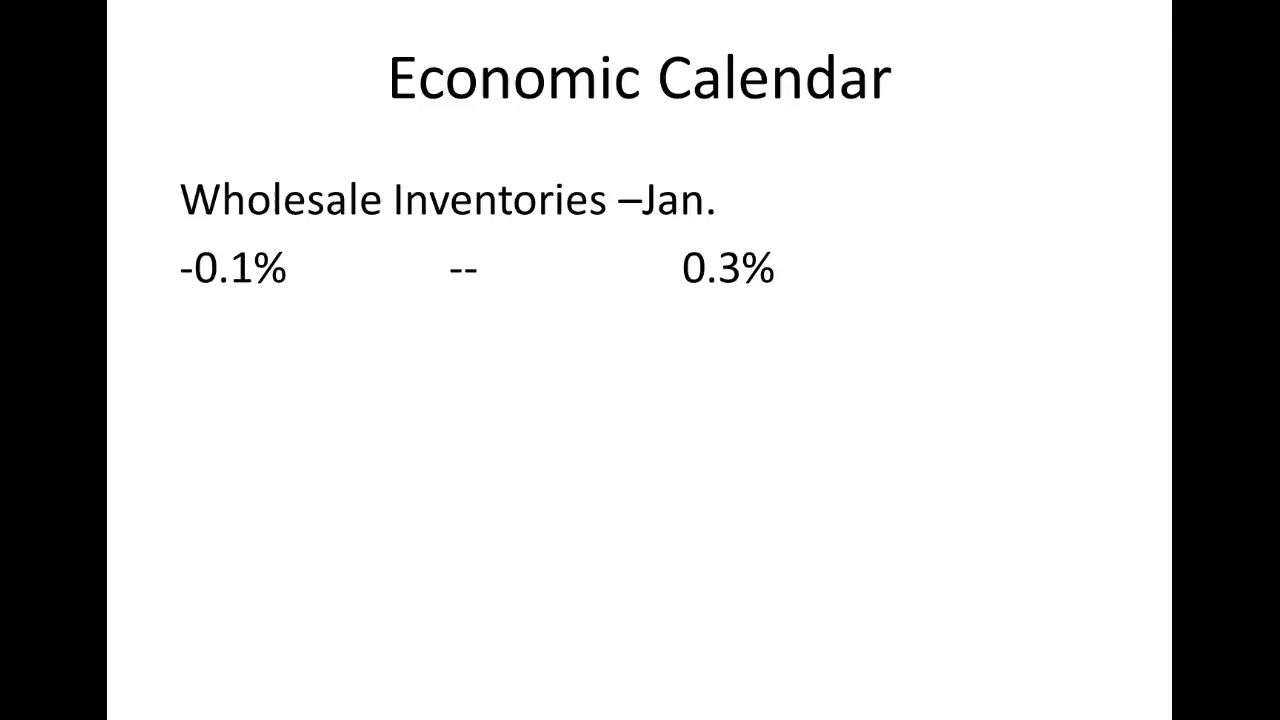 Economic Calendar
Wholesale Inventories –Jan.
-0.1% -- 0.3%